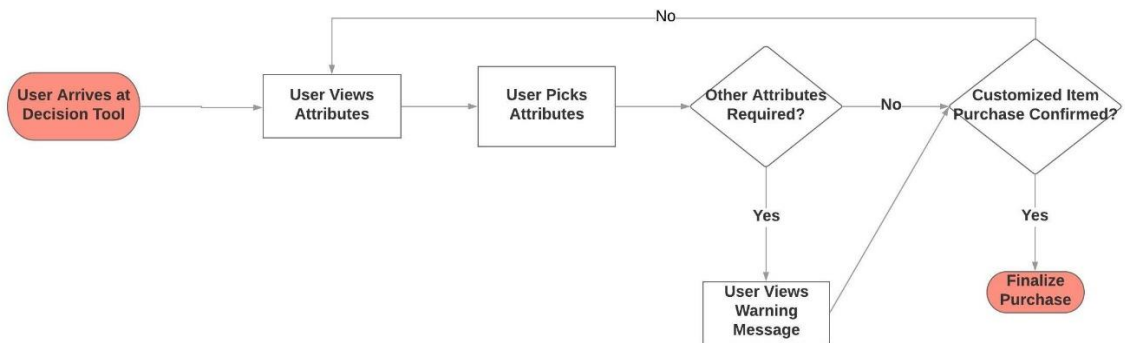 No
User Arrives at
Decision Tool
User Views
Attributes
User Picks
Attributes
Other Attributes
Required?
No
Customized Item
Purchase Confirmed?
Yes
Yes
User Views
Warning
Message
Finalize
Purchase